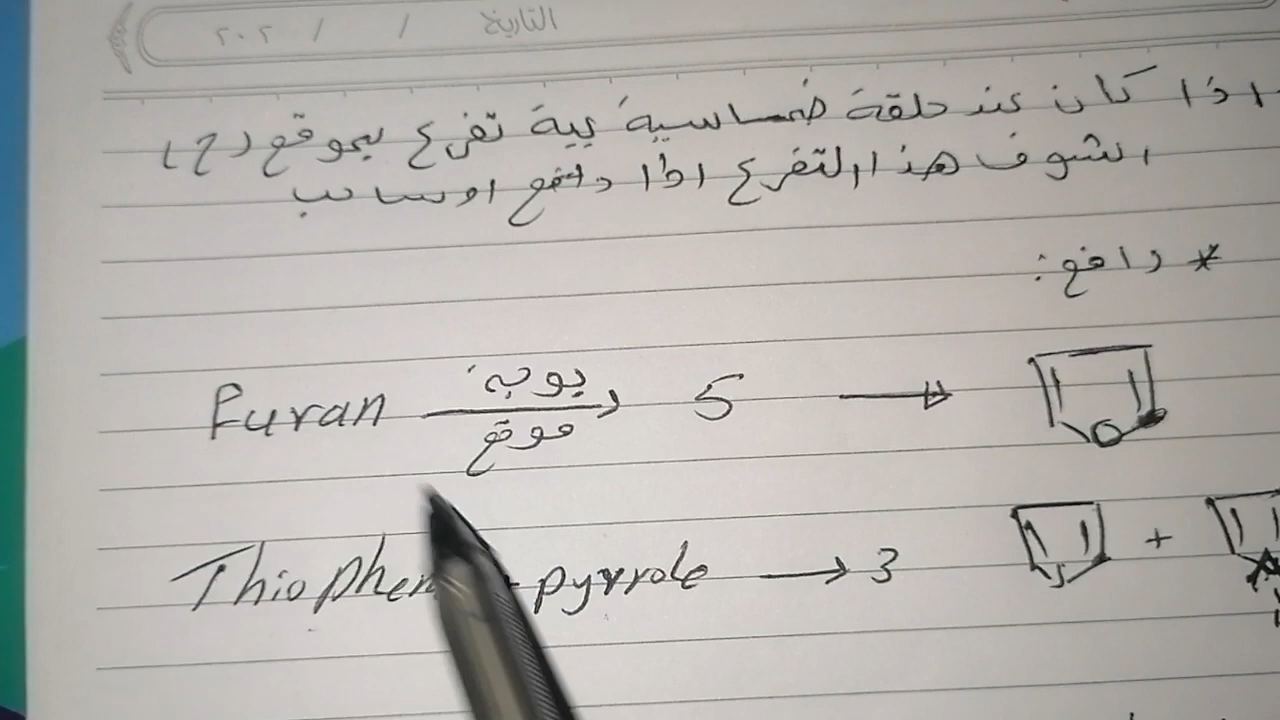 التاريخ / / ٢٠٢
اذا كان عند حلقة خماسية بية تفرع بموقع (2)
انشوف هذا التفرع اذا دافع او ساحب
* دافع:
Furan يوجه موقع 5 → O
pyrrole → 3 S +